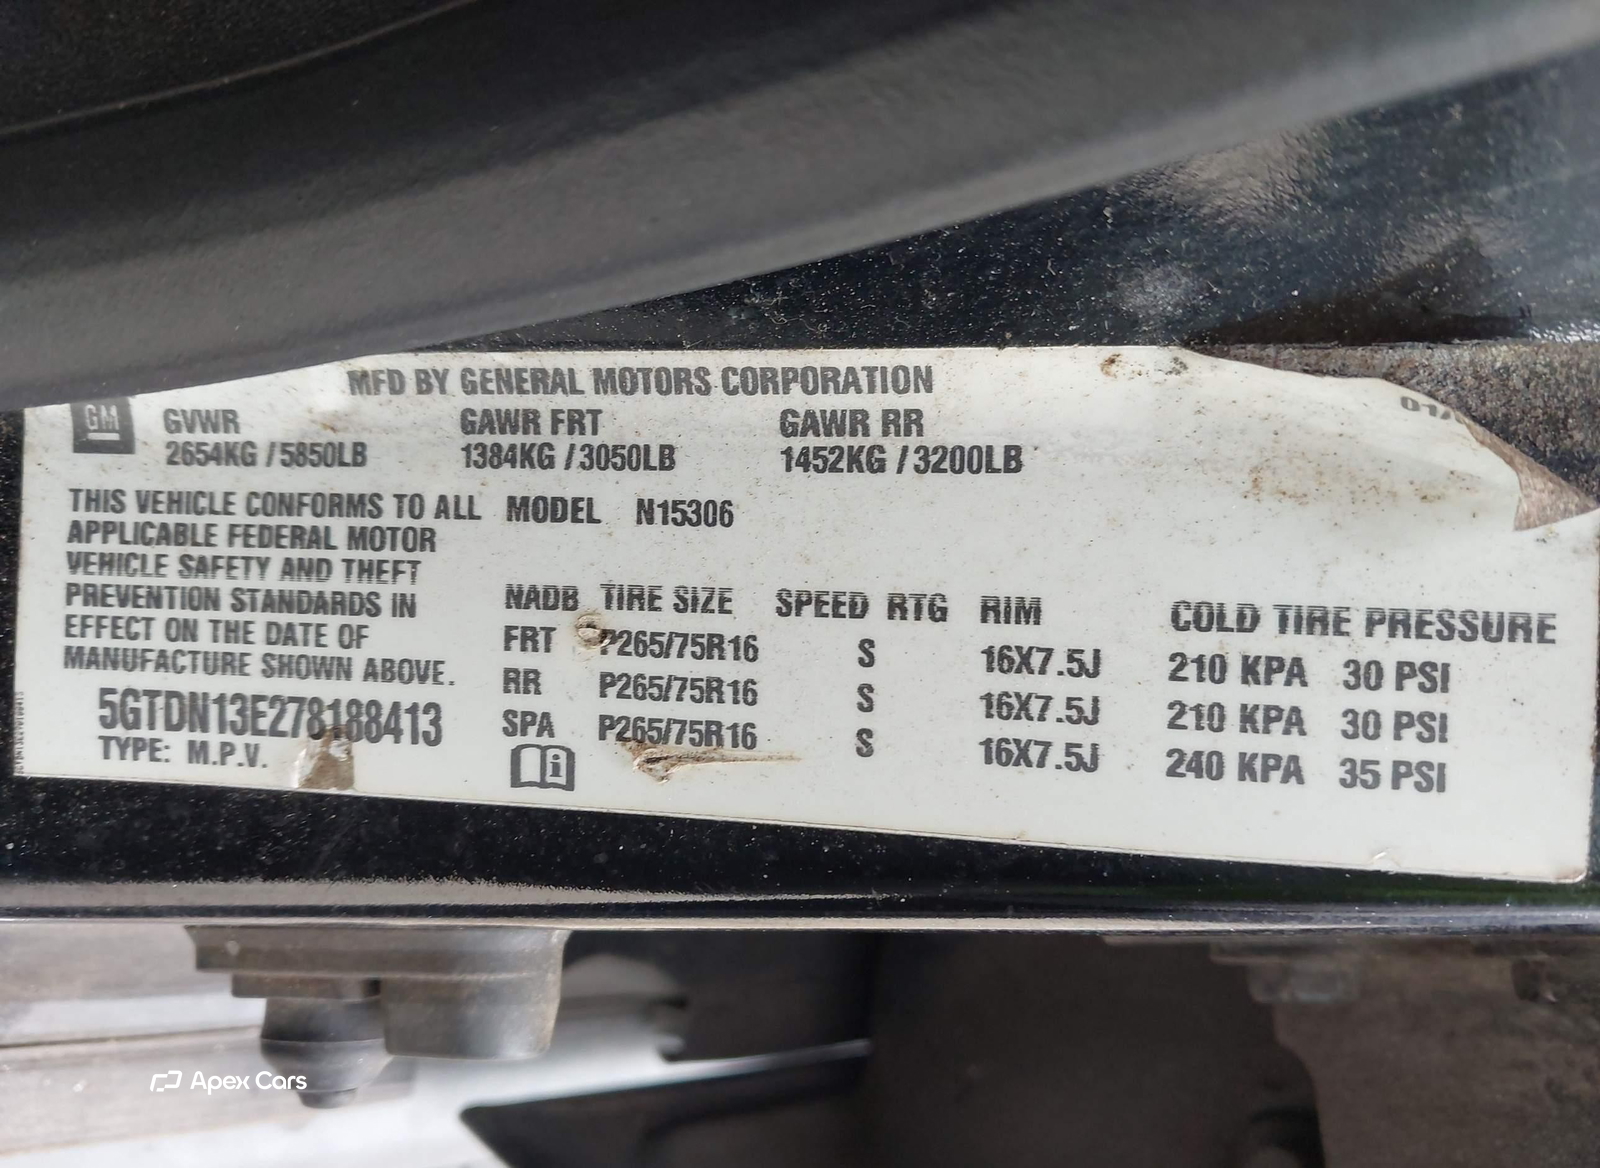 MFD BY GENERAL MOTORS CORPORATION
GM
GVWR GAWR FRT GAWR RR
2654KG / 5850LB 1384KG / 3050LB 1452KG / 3200LB
THIS VEHICLE CONFORMS TO ALL
APPLICABLE FEDERAL MOTOR
VEHICLE SAFETY AND THEFT
PREVENTION STANDARDS IN
EFFECT ON THE DATE OF
MANUFACTURE SHOWN ABOVE.
5GTDN13E278188413
TYPE: M.P.V.
MODEL N15306
NADB TIRE SIZE SPEED RTG RIM COLD TIRE PRESSURE
FRT P265/75R16 S 16X7.5J 210 KPA 30 PSI
RR P265/75R16 S 16X7.5J 210 KPA 30 PSI
SPA P265/75R16 S 16X7.5J 240 KPA 35 PSI
i
Apex Cars